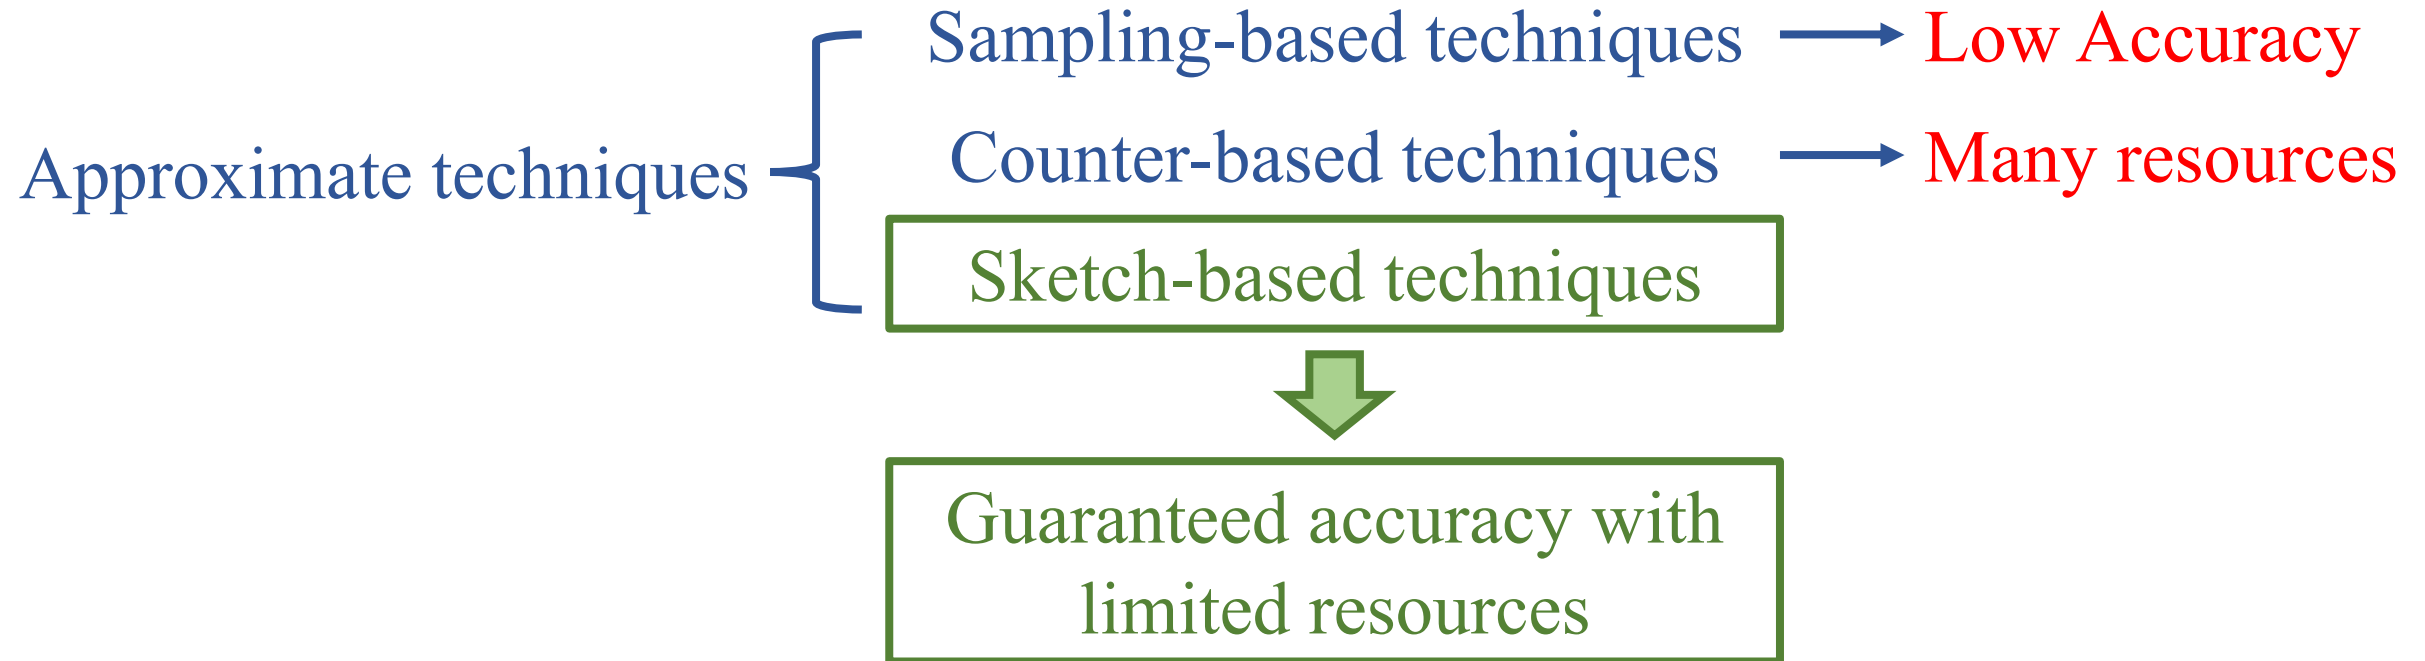 Sampling-based techniques
Low Accuracy
Approximate techniques
Counter-based techniques
Many resources
Sketch-based techniques
Guaranteed accuracy with
limited resources